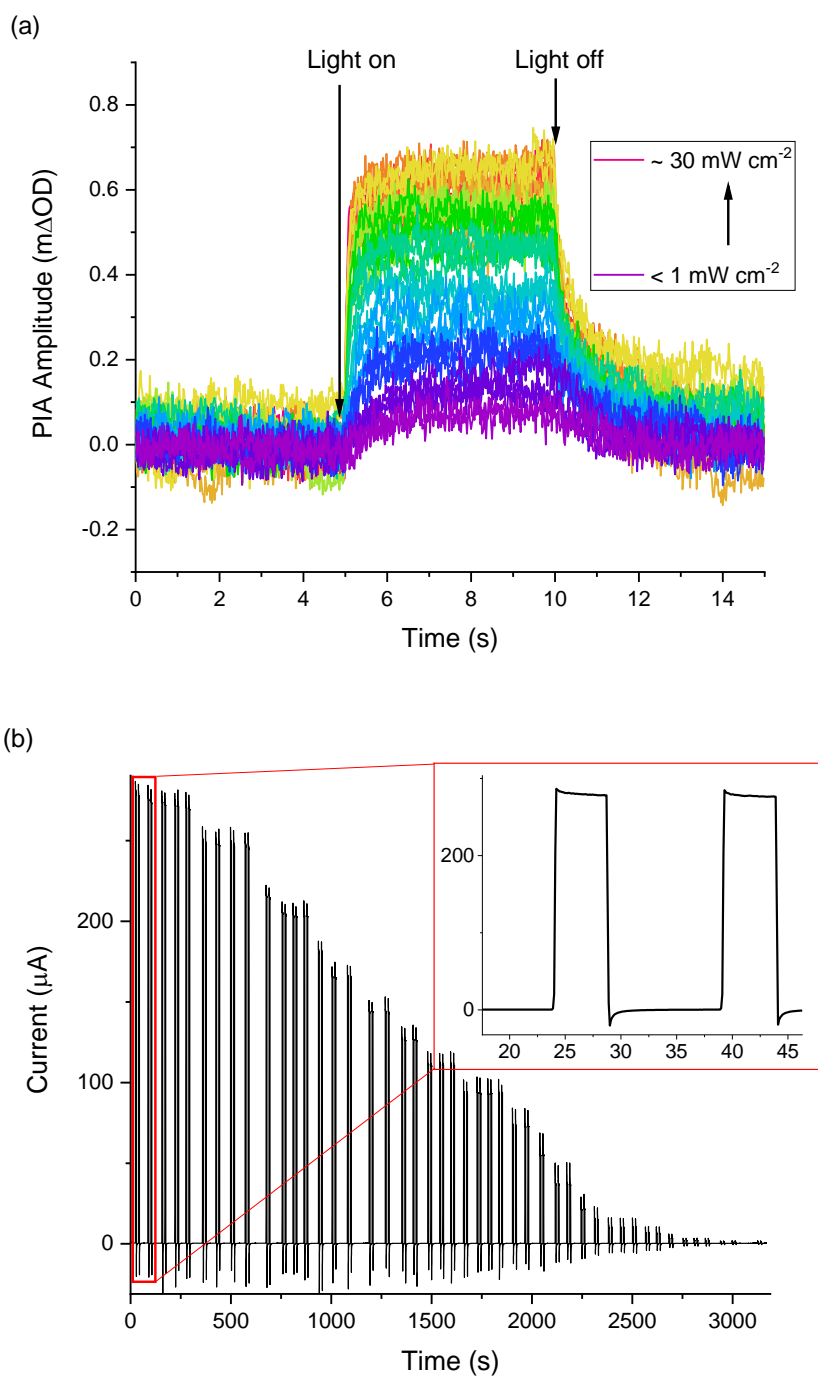 (a)
Light on
Light off
0.8
0.6
0.4
0.2
0.0
-0.2
PIA Amplitude (mΔOD)
~ 30 mW cm-2
< 1 mW cm-2
0 2 4 6 8 10 12 14
Time (s)
(b)
200
100
0
Current (μA)
200
0
20 25 30 35 40 45
0 500 1000 1500 2000 2500 3000
Time (s)